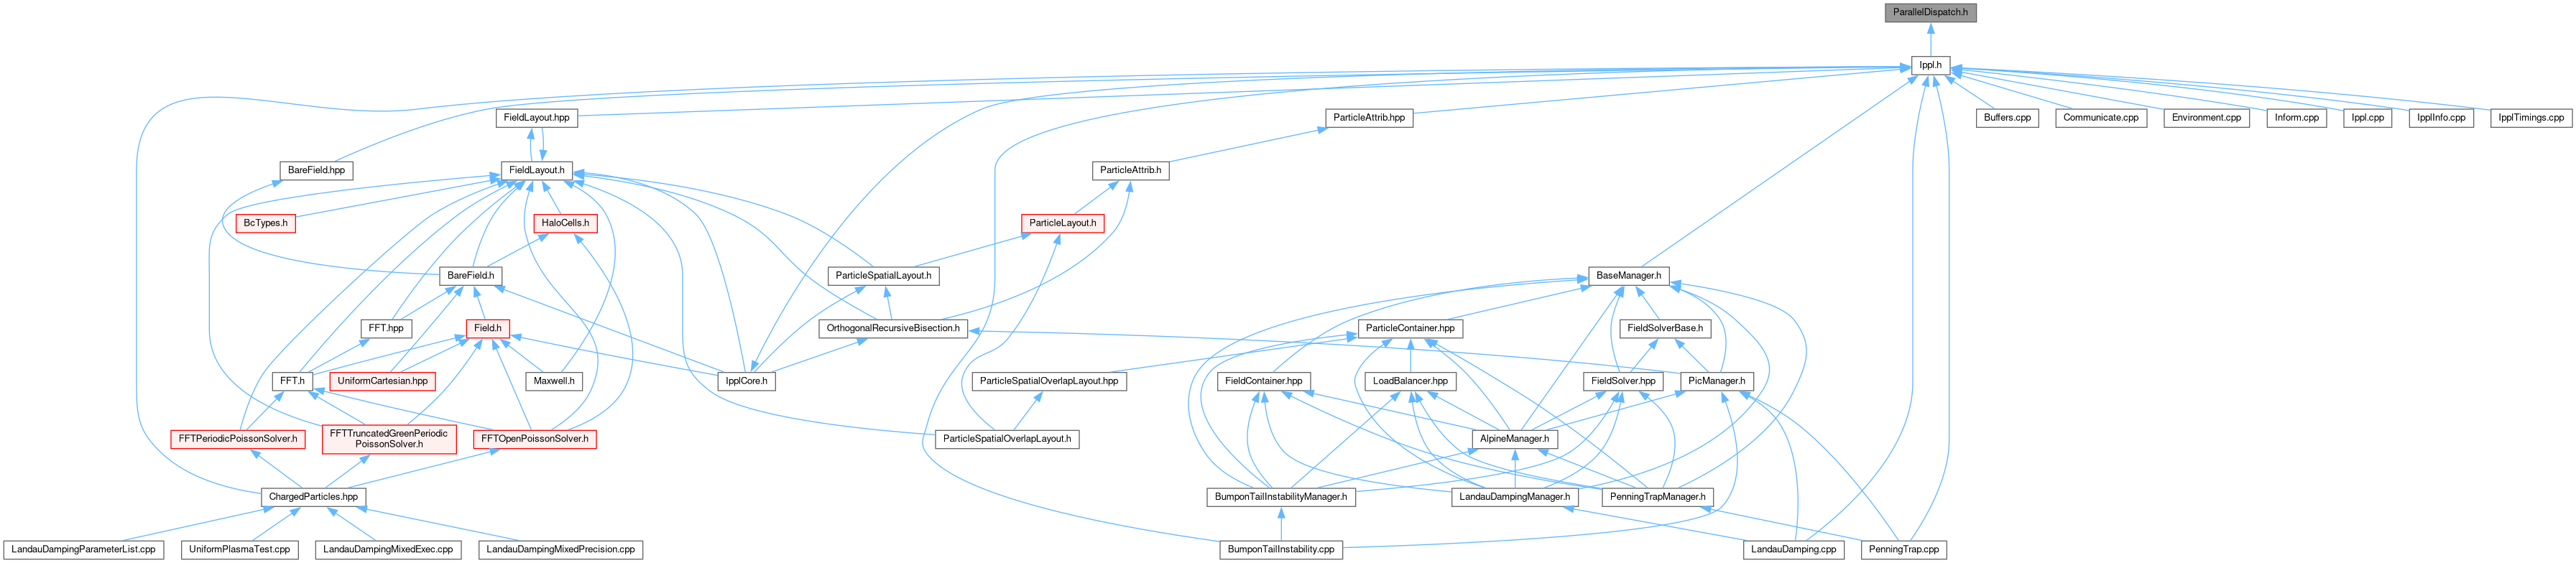 ParallelDispatch.h
Ippl.h
FieldLayout.hpp
ParticleAttrib.hpp
Buffers.cpp
Communicate.cpp
Environment.cpp
Inform.cpp
Ippl.cpp
IpplInfo.cpp
IpplTimings.cpp
BareField.hpp
FieldLayout.h
ParticleAttrib.h
BcTypes.h
HaloCells.h
ParticleLayout.h
BareField.h
ParticleSpatialLayout.h
BaseManager.h
FFT.hpp
Field.h
OrthogonalRecursiveBisection.h
ParticleContainer.hpp
FieldSolverBase.h
FFT.h
UniformCartesian.hpp
Maxwell.h
IpplCore.h
ParticleSpatialOverlapLayout.hpp
FieldContainer.hpp
LoadBalancer.hpp
FieldSolver.hpp
PicManager.h
FFTPeriodicPoissonSolver.h
FFTTruncatedGreenPeriodic
PoissonSolver.h
FFTOpenPoissonSolver.h
ParticleSpatialOverlapLayout.h
AlpineManager.h
ChargedParticles.hpp
BumponTailInstabilityManager.h
LandauDampingManager.h
PenningTrapManager.h
LandauDampingParameterList.cpp
UniformPlasmaTest.cpp
LandauDampingMixedExec.cpp
LandauDampingMixedPrecision.cpp
BumponTailInstability.cpp
LandauDamping.cpp
PenningTrap.cpp